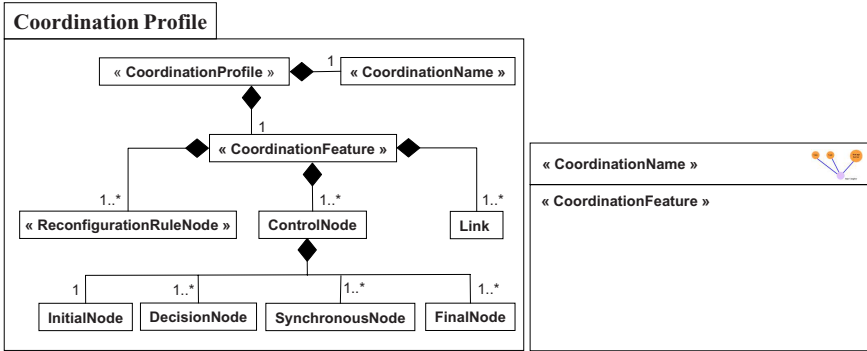 Coordination Profile
« CoordinationProfile »
1
« CoordinationName »
1
« CoordinationFeature »
1..*
1..*
1..*
« ReconfigurationRuleNode »
ControlNode
Link
1
1..*
1..*
1..*
InitialNode
DecisionNode
SynchronousNode
FinalNode
« CoordinationName »
« CoordinationFeature »